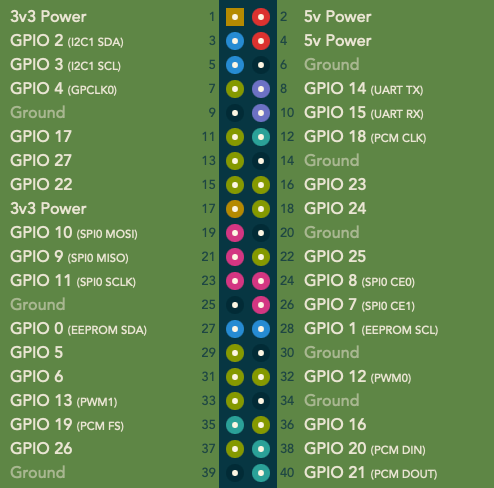 3v3 Power 1 2 5v Power
GPIO 2 (I2C1 SDA) 3 4 5v Power
GPIO 3 (I2C1 SCL) 5 6 Ground
GPIO 4 (GPCLK0) 7 8 GPIO 14 (UART TX)
Ground 9 10 GPIO 15 (UART RX)
GPIO 17 11 12 GPIO 18 (PCM CLK)
GPIO 27 13 14 Ground
GPIO 22 15 16 GPIO 23
3v3 Power 17 18 GPIO 24
GPIO 10 (SPI0 MOSI) 19 20 Ground
GPIO 9 (SPI0 MISO) 21 22 GPIO 25
GPIO 11 (SPI0 SCLK) 23 24 GPIO 8 (SPI0 CE0)
Ground 25 26 GPIO 7 (SPI0 CE1)
GPIO 0 (EEPROM SDA) 27 28 GPIO 1 (EEPROM SCL)
GPIO 5 29 30 Ground
GPIO 6 31 32 GPIO 12 (PWM0)
GPIO 13 (PWM1) 33 34 Ground
GPIO 19 (PCM FS) 35 36 GPIO 16
GPIO 26 37 38 GPIO 20 (PCM DIN)
Ground 39 40 GPIO 21 (PCM DOUT)